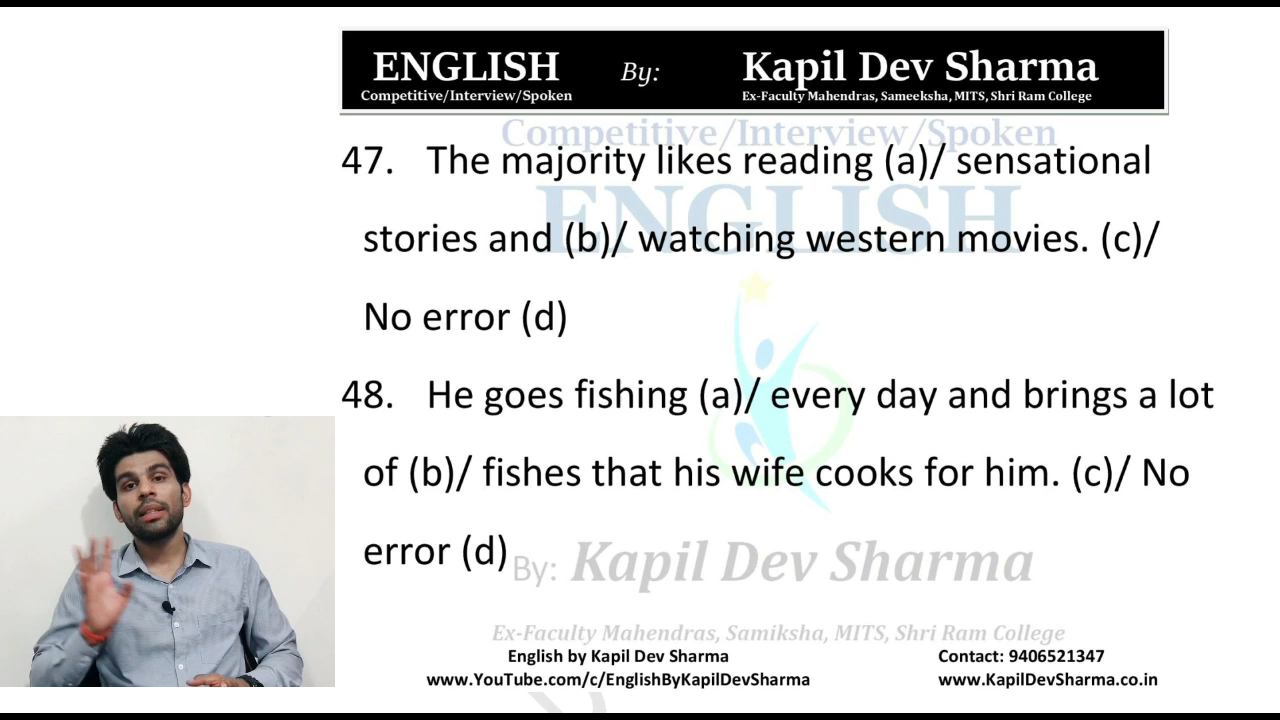 ENGLISH By: Kapil Dev Sharma
Competitive/Interview/Spoken Ex-Faculty Mahendras, Sameeksha, MITS, Shri Ram College
Competitive/Interview/Spoken
ENGLISH
47. The majority likes reading (a)/ sensational
stories and (b)/ watching western movies. (c)/
No error (d)
48. He goes fishing (a)/ every day and brings a lot
of (b)/ fishes that his wife cooks for him. (c)/ No
error (d)
By: Kapil Dev Sharma
Ex-Faculty Mahendras, Samiksha, MITS, Shri Ram College
English by Kapil Dev Sharma Contact: 9406521347
www.YouTube.com/c/EnglishByKapilDevSharma www.KapilDevSharma.co.in